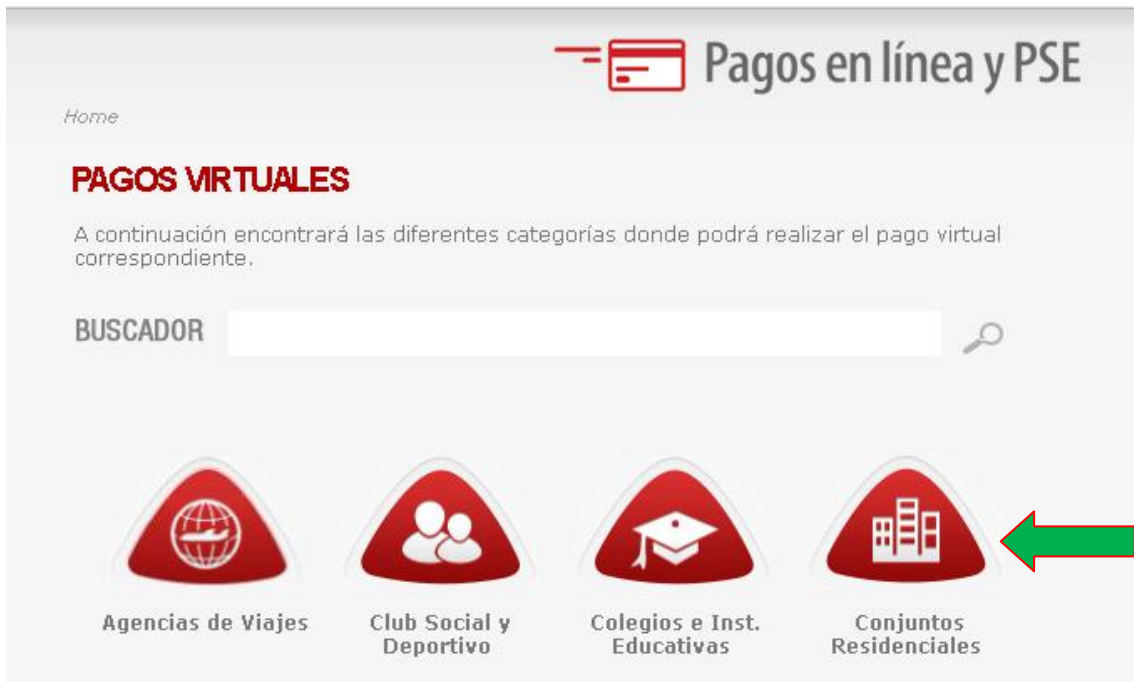 Pagos en línea y PSE
Home
PAGOS VIRTUALES
A continuación encontrará las diferentes categorías donde podrá realizar el pago virtual
correspondiente.
BUSCADOR
Agencias de Viajes
Club Social y
Deportivo
Colegios e Inst.
Educativas
Conjuntos
Residenciales